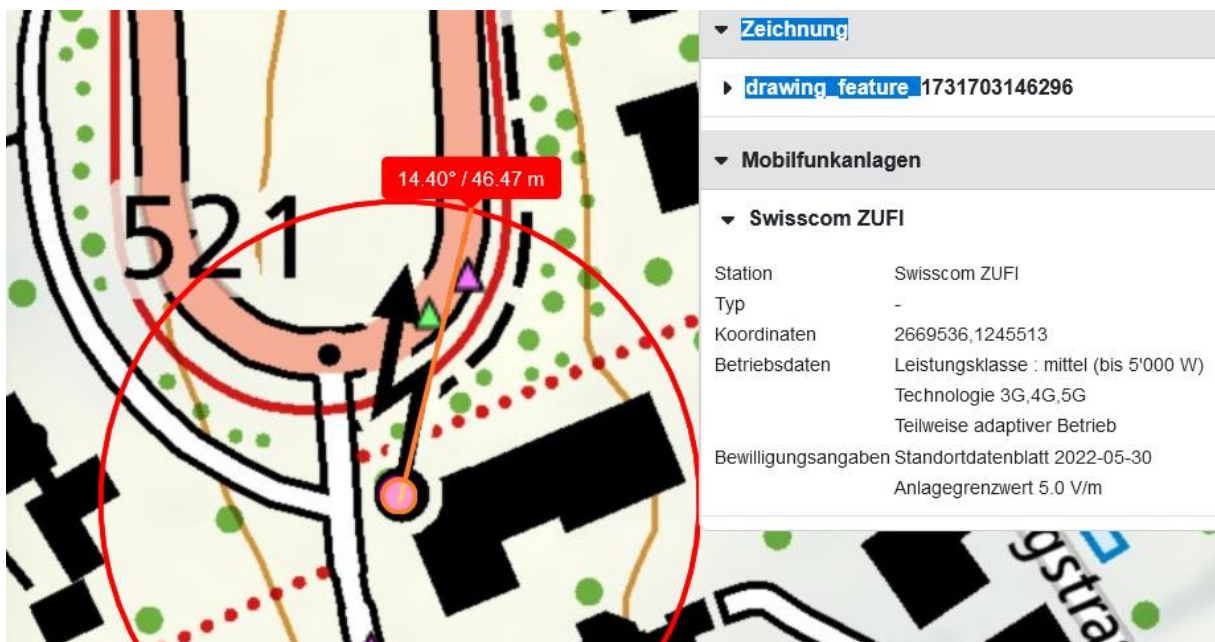 Zeichnung
drawing_feature_1731703146296
Mobilfunkanlagen
14.40° / 46.47 m
521
Swisscom ZUFI
Station Swisscom ZUFI
Typ -
Koordinaten 2669536,1245513
Betriebsdaten Leistungsklasse : mittel (bis 5'000 W)
Technologie 3G,4G,5G
Teilweise adaptiver Betrieb
Bewilligungsangaben Standortdatenblatt 2022-05-30
Anlagegrenzwert 5.0 V/m